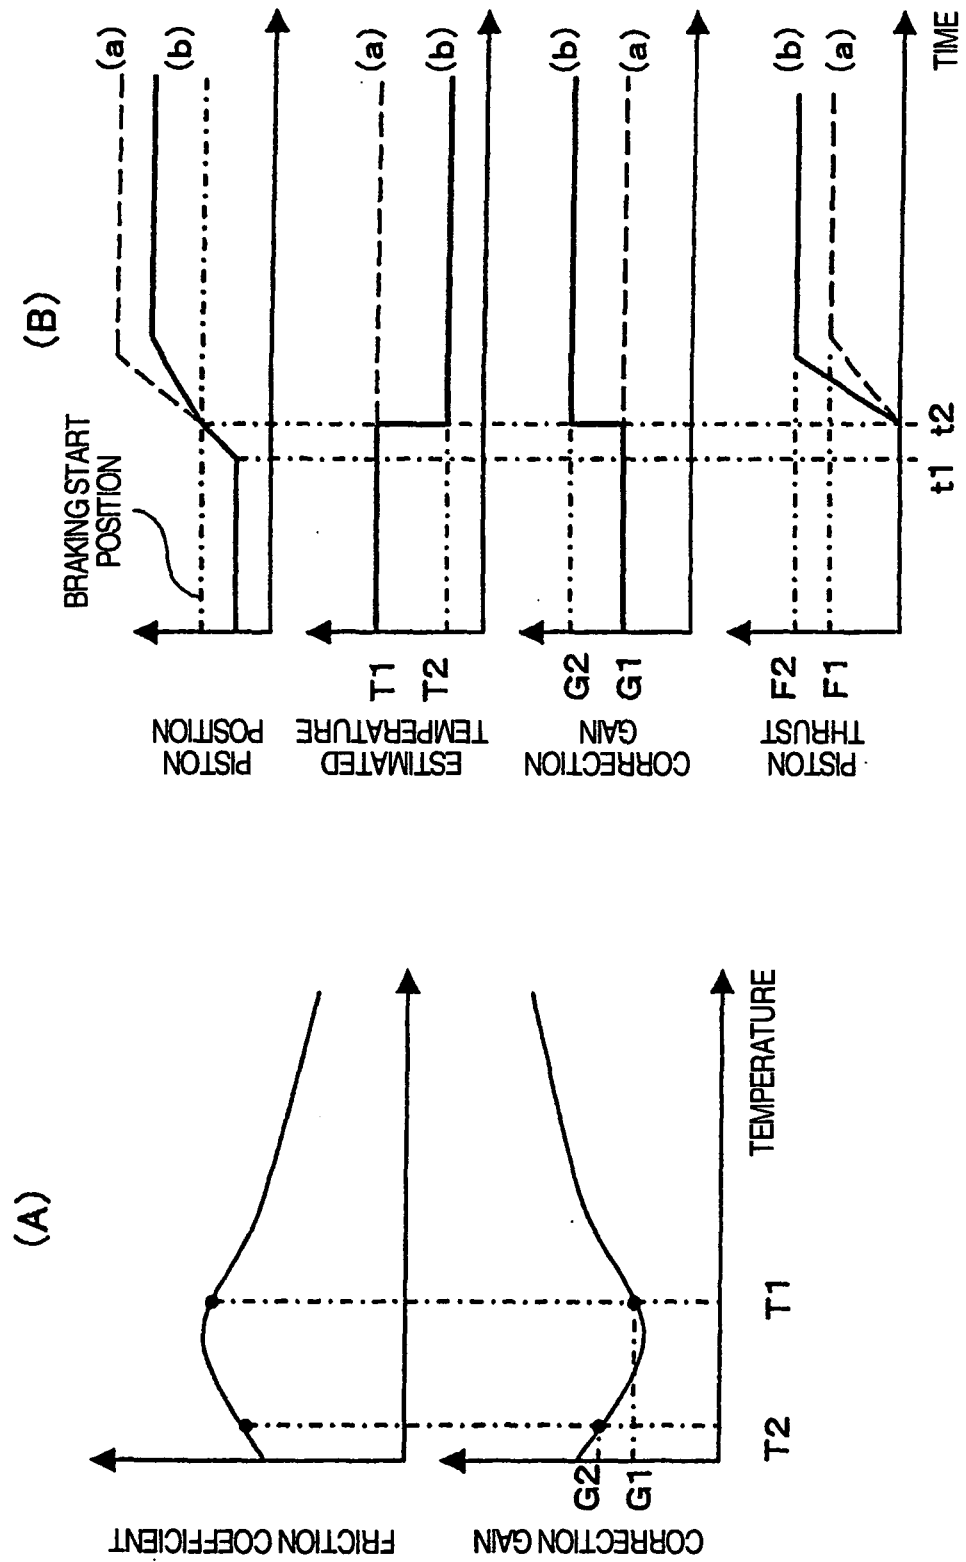 (A)
FRICTION COEFFICIENT
CORRECTION GAIN
G2
G1
T2
T1
TEMPERATURE
(B)
BRAKING START
POSITION
PISTON
POSITION
(a)
(b)
ESTIMATED
TEMPERATURE
T1
T2
(a)
(b)
CORRECTION
GAIN
G2
G1
(b)
(a)
PISTON
THRUST
F2
F1
(b)
(a)
t1
t2
TIME